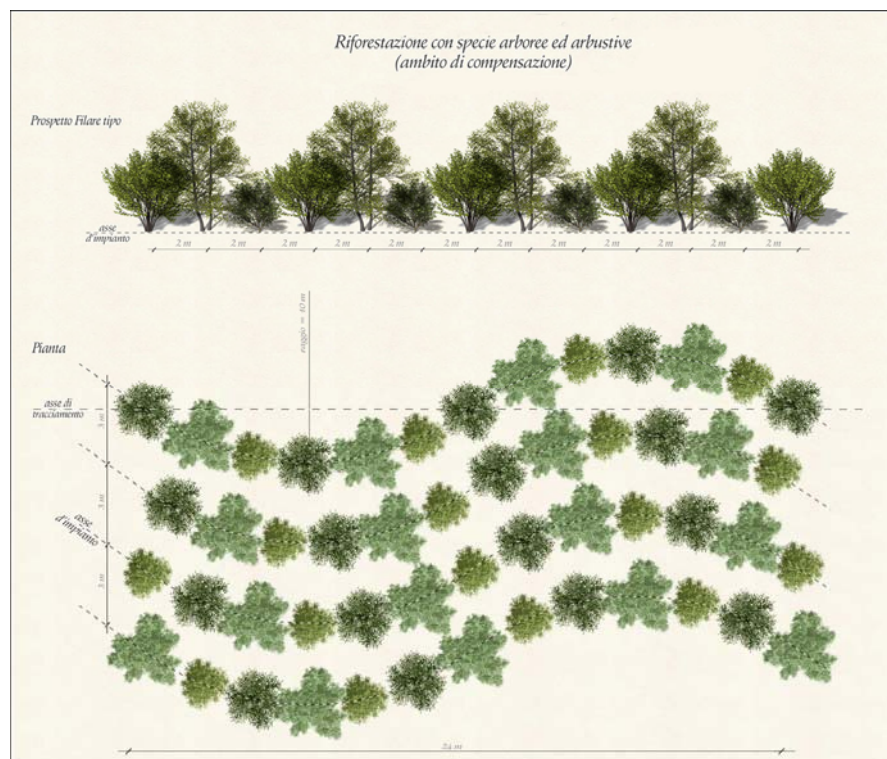 Riforestazione con specie arboree ed arbustive
(ambito di compensazione)
Prospetto Filare tipo
asse
d'impianto
2 m 2 m 2 m 2 m 2 m 2 m 2 m 2 m 2 m 2 m 2 m 2 m
raggio = 10 m
Pianta
asse di
tracciamento
3 m
3 m
asse
d'impianto
3 m
24 m